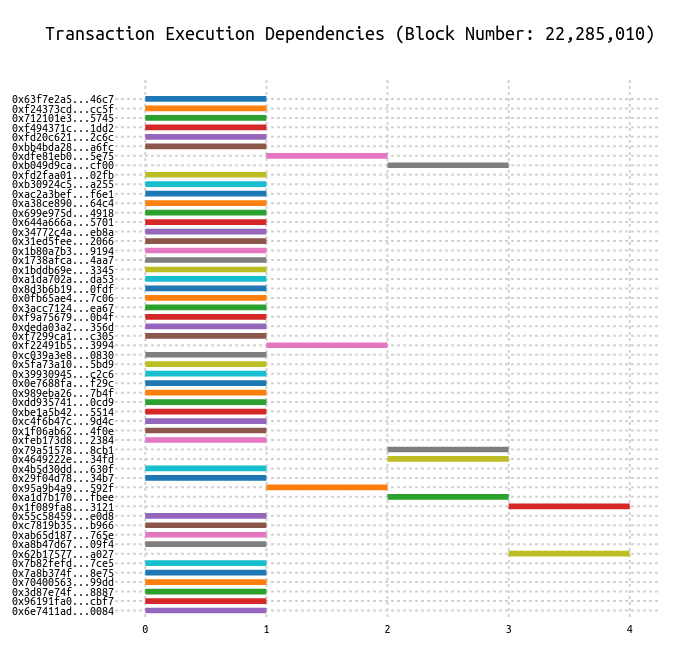 Transaction Execution Dependencies (Block Number: 22,285,010)
0x63f7e2a5...46c7
0xf24373cd...cc5f
0x712101e3...5745
0xf494371c...1dd2
0xfd20c621...2c6c
0xbb4bda28...a6fc
0xdfe81eb0...5e75
0xb049d9ca...cf00
0xfd2faa01...02fb
0xb30924c5...a255
0xac2a3bef...f6e1
0xa38ce890...64c4
0x699e975d...4918
0x644a666a...5701
0x34772c4a...eb8a
0x31ed5fee...2066
0x1b80a7b3...9194
0x1738afca...4aa7
0x1bddb69e...3345
0xa1da702a...da53
0x8d3b6b19...0fdf
0x0fb65ae4...7c06
0x3acc7124...ea67
0xf9a75679...0b4f
0xdeda03a2...356d
0xf7299ca1...c305
0xf22491b5...3994
0xc039a3e8...0830
0x5fa73a10...5bd9
0x39930945...c2c6
0x0e7688fa...f29c
0x989eba26...7b4f
0xdd935741...0cd9
0xbe1a5b42...5514
0xc4f6b47c...9d4c
0x1f06ab62...4f0e
0xfeb173d8...2384
0x79a51578...8cb1
0x4649222e...34fd
0x4b5d30dd...630f
0x29f04d78...34b7
0x95a9b4a9...592f
0xa1d7b170...fbee
0x1f089fa8...3121
0x55c58459...e0d8
0xc7819b35...b966
0xab65d187...765e
0xa8b47d67...09f4
0x62b17577...a027
0x7b82fefd...7ce5
0x7a8b374f...8e75
0x70400563...99dd
0x3d87e74f...8887
0x96191fa0...cbf7
0x6e7411ad...0084
0 1 2 3 4